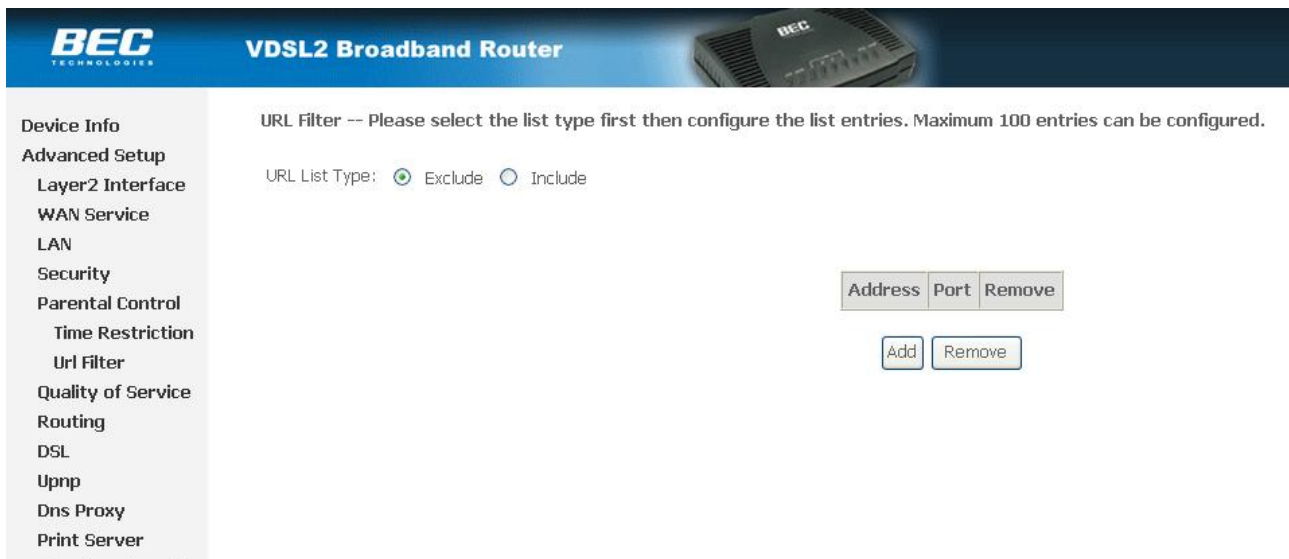 BEC
TECHNOLOGIES
VDSL2 Broadband Router
BEC
Device Info
Advanced Setup
Layer2 Interface
WAN Service
LAN
Security
Parental Control
Time Restriction
Url Filter
Quality of Service
Routing
DSL
Upnp
Dns Proxy
Print Server
URL Filter -- Please select the list type first then configure the list entries. Maximum 100 entries can be configured.
URL List Type: Exclude Include
Address Port Remove
Add Remove